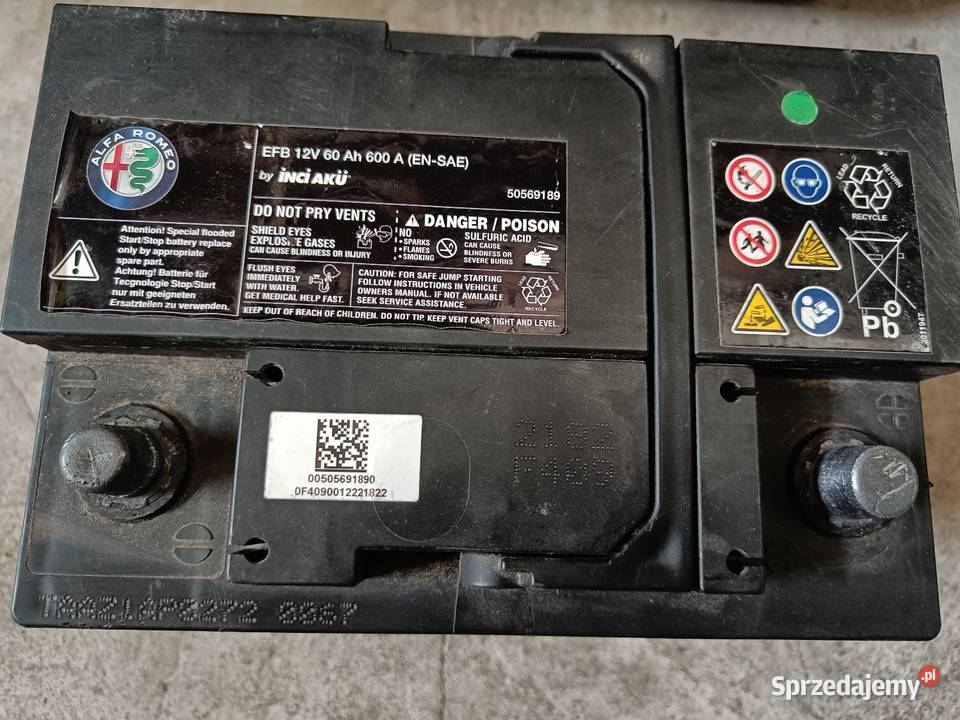 ALFA ROMEO
EFB 12V 60 Ah 600 A (EN-SAE)
by inci AKÜ
50569189
Attention! Special flooded
Start/Stop battery replace
only by appropriate
spare part.
Achtung! Batterie für
Tecgnologie Stop/Start
nur mit geeigneten
Ersatzteilen zu verwenden.
DO NOT PRY VENTS
SHIELD EYES
EXPLOSIVE GASES
CAN CAUSE BLINDNESS OR INJURY
DANGER / POISON
NO
•SPARKS
•FLAMES
•SMOKING
SULFURIC ACID
CAN CAUSE
BLINDNESS OR
SEVERE BURNS
FLUSH EYES
IMMEDIATELY
WITH WATER.
GET MEDICAL HELP FAST.
CAUTION: FOR SAFE JUMP STARTING
FOLLOW INSTRUCTIONS IN VEHICLE
OWNERS MANUAL. IF NOT AVAILABLE
SEEK SERVICE ASSISTANCE.
RECYCLE
KEEP OUT OF REACH OF CHILDREN. DO NOT TIP. KEEP VENT CAPS TIGHT AND LEVEL.
LEAD
RETURN
RECYCLE
Pb
2011947
00505691890
0F4090012221822
2182
F409
8867
Sprzedajemy.pl